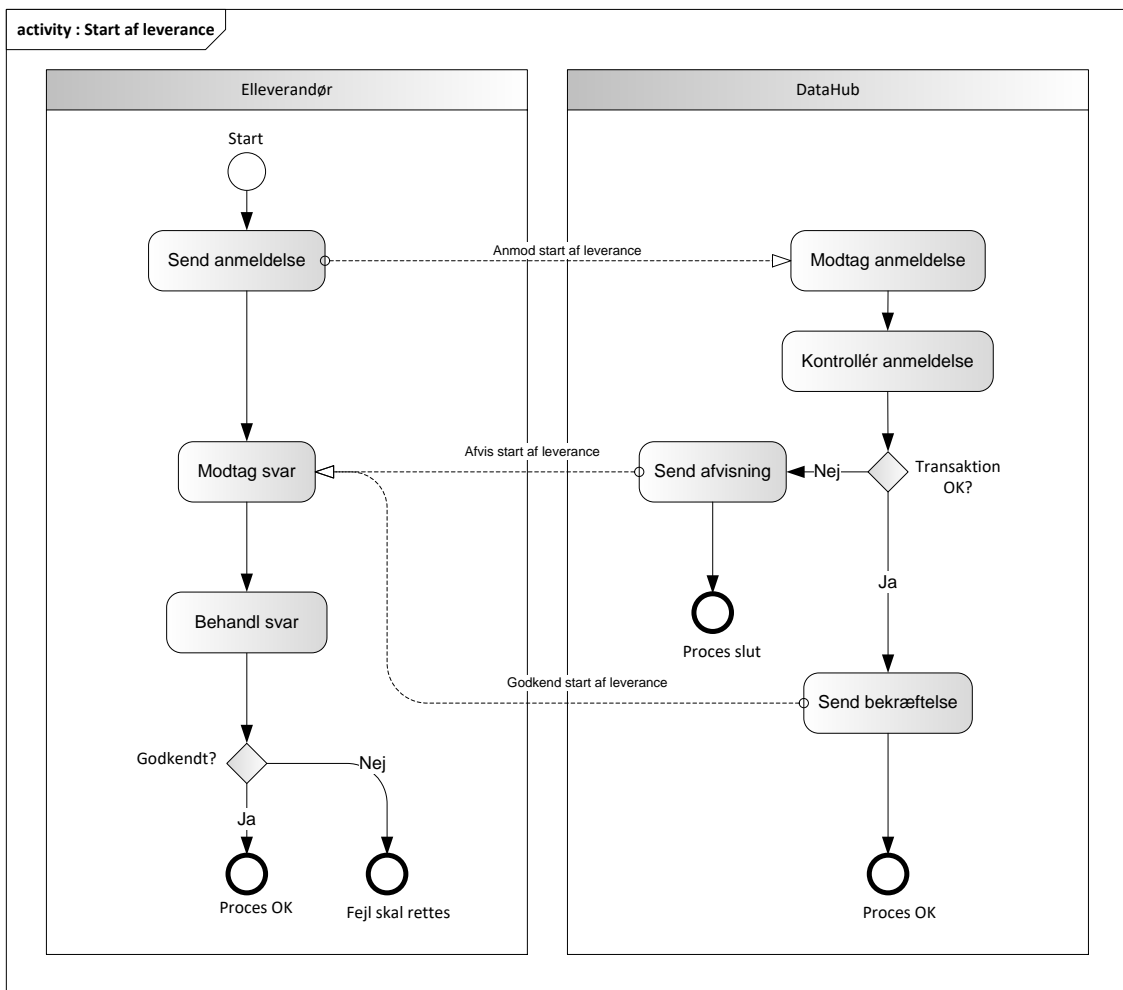 activity : Start af leverance
Elleverandør
DataHub
Start
Send anmeldelse
Anmod start af leverance
Modtag anmeldelse
Kontrollér anmeldelse
Modtag svar
Afvis start af leverance
Send afvisning
Nej
Transaktion
OK?
Ja
Behandl svar
Proces slut
Godkend start af leverance
Send bekræftelse
Godkendt?
Nej
Ja
Proces OK
Fejl skal rettes
Proces OK